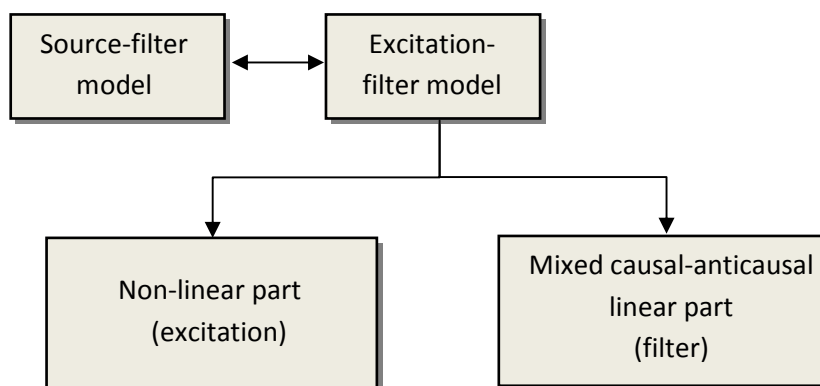 Source-filter
model
Excitation-
filter model
Non-linear part
(excitation)
Mixed causal-anticausal
linear part
(filter)